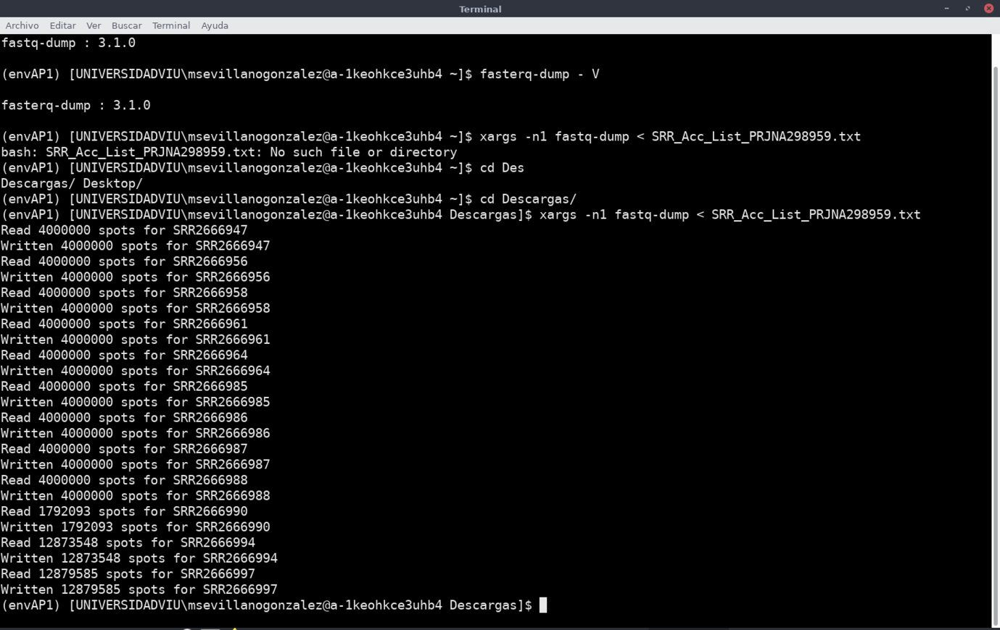 Terminal
Archivo Editar Ver Buscar Terminal Ayuda
fastq-dump : 3.1.0
(envAP1) [UNIVERSIDADVIU\msevillanogonzalez@a-1keohkce3uhb4 ~]$ fasterq-dump - V
fasterq-dump : 3.1.0
(envAP1) [UNIVERSIDADVIU\msevillanogonzalez@a-1keohkce3uhb4 ~]$ xargs -n1 fastq-dump < SRR_Acc_List_PRJNA298959.txt
bash: SRR_Acc_List_PRJNA298959.txt: No such file or directory
(envAP1) [UNIVERSIDADVIU\msevillanogonzalez@a-1keohkce3uhb4 ~]$ cd Des
Descargas/ Desktop/
(envAP1) [UNIVERSIDADVIU\msevillanogonzalez@a-1keohkce3uhb4 ~]$ cd Descargas/
(envAP1) [UNIVERSIDADVIU\msevillanogonzalez@a-1keohkce3uhb4 Descargas]$ xargs -n1 fastq-dump < SRR_Acc_List_PRJNA298959.txt
Read 4000000 spots for SRR2666947
Written 4000000 spots for SRR2666947
Read 4000000 spots for SRR2666956
Written 4000000 spots for SRR2666956
Read 4000000 spots for SRR2666958
Written 4000000 spots for SRR2666958
Read 4000000 spots for SRR2666961
Written 4000000 spots for SRR2666961
Read 4000000 spots for SRR2666964
Written 4000000 spots for SRR2666964
Read 4000000 spots for SRR2666985
Written 4000000 spots for SRR2666985
Read 4000000 spots for SRR2666986
Written 4000000 spots for SRR2666986
Read 4000000 spots for SRR2666987
Written 4000000 spots for SRR2666987
Read 4000000 spots for SRR2666988
Written 4000000 spots for SRR2666988
Read 1792093 spots for SRR2666990
Written 1792093 spots for SRR2666990
Read 12873548 spots for SRR2666994
Written 12873548 spots for SRR2666994
Read 12879585 spots for SRR2666997
Written 12879585 spots for SRR2666997
(envAP1) [UNIVERSIDADVIU\msevillanogonzalez@a-1keohkce3uhb4 Descargas]$